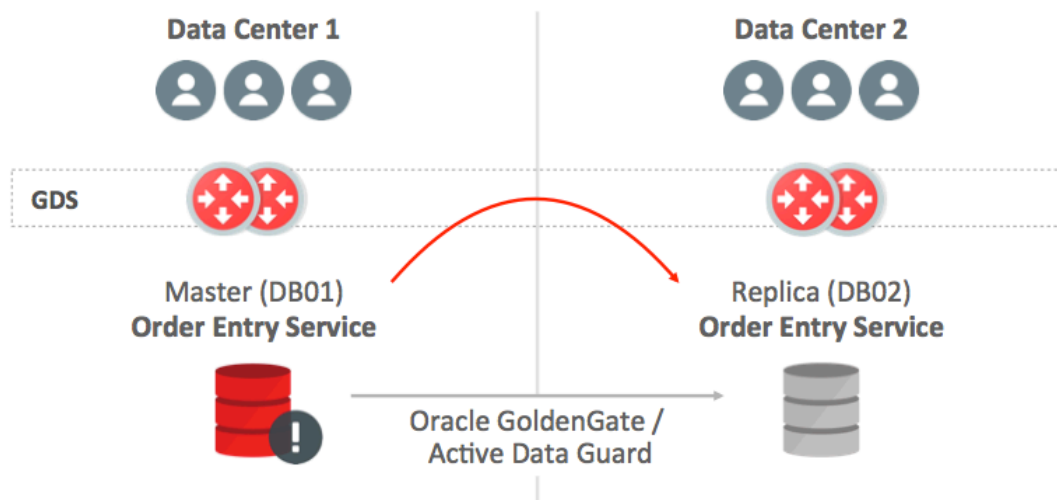 Data Center 1
Data Center 2
GDS
Master (DB01)
Order Entry Service
Replica (DB02)
Order Entry Service
!
Oracle GoldenGate /
Active Data Guard